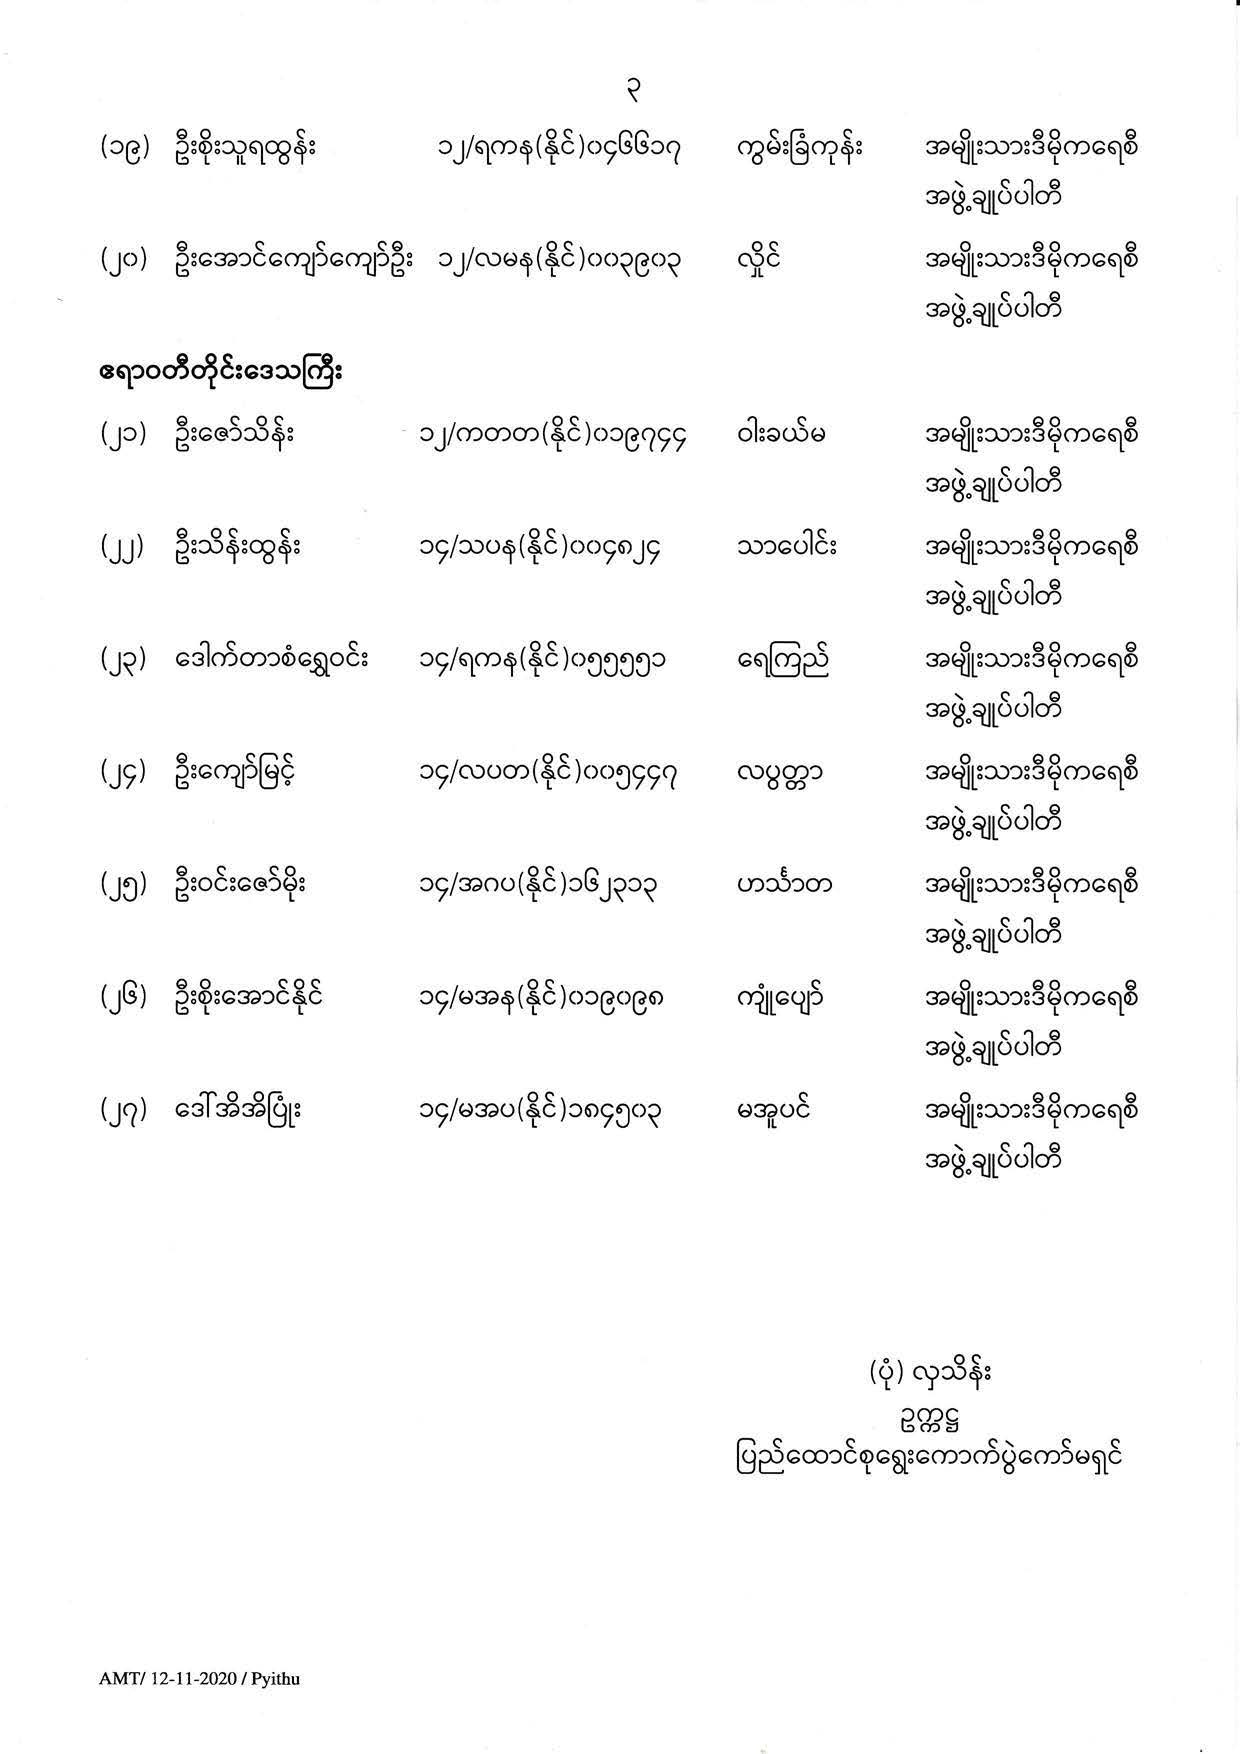 ၃
(၁၉) ဦးစိုးသူရထွန်း ၁၂/ရကန(နိုင်)၀၄၆၆၁၇ ကွမ်းခြံကုန်း အမျိုးသားဒီမိုကရေစီ
အဖွဲ့ချုပ်ပါတီ
(၂၀) ဦးအောင်ကျော်ကျော်ဦး ၁၂/လမန(နိုင်)၀၀၃၉၀၃ လှိုင် အမျိုးသားဒီမိုကရေစီ
အဖွဲ့ချုပ်ပါတီ
ဧရာဝတီတိုင်းဒေသကြီး
(၂၁) ဦးဇော်သိန်း ၁၂/ကတတ(နိုင်)၀၁၉၇၄၄ ဝါးခယ်မ အမျိုးသားဒီမိုကရေစီ
အဖွဲ့ချုပ်ပါတီ
(၂၂) ဦးသိန်းထွန်း ၁၄/သပန(နိုင်)၀၀၄၈၂၄ သာပေါင်း အမျိုးသားဒီမိုကရေစီ
အဖွဲ့ချုပ်ပါတီ
(၂၃) ဒေါက်တာစံရွှေဝင်း ၁၄/ရကန(နိုင်)၀၅၅၅၅၁ ရေကြည် အမျိုးသားဒီမိုကရေစီ
အဖွဲ့ချုပ်ပါတီ
(၂၄) ဦးကျော်မြင့် ၁၄/လပတ(နိုင်)၀၀၅၄၄၇ လပွတ္တာ အမျိုးသားဒီမိုကရေစီ
အဖွဲ့ချုပ်ပါတီ
(၂၅) ဦးဝင်းဇော်မိုး ၁၄/အဂပ(နိုင်)၁၆၂၃၁၃ ဟင်္သာတ အမျိုးသားဒီမိုကရေစီ
အဖွဲ့ချုပ်ပါတီ
(၂၆) ဦးစိုးအောင်နိုင် ၁၄/မအန(နိုင်)၀၁၉၀၉၈ ကျုံပျော် အမျိုးသားဒီမိုကရေစီ
အဖွဲ့ချုပ်ပါတီ
(၂၇) ဒေါ်အိအိပြုံး ၁၄/မအပ(နိုင်)၁၈၄၅၀၃ မအူပင် အမျိုးသားဒီမိုကရေစီ
အဖွဲ့ချုပ်ပါတီ
(ပုံ) လှသိန်း
ဥက္ကဋ္ဌ
ပြည်ထောင်စုရွေးကောက်ပွဲကော်မရှင်
AMT/ 12-11-2020 / Pyithu